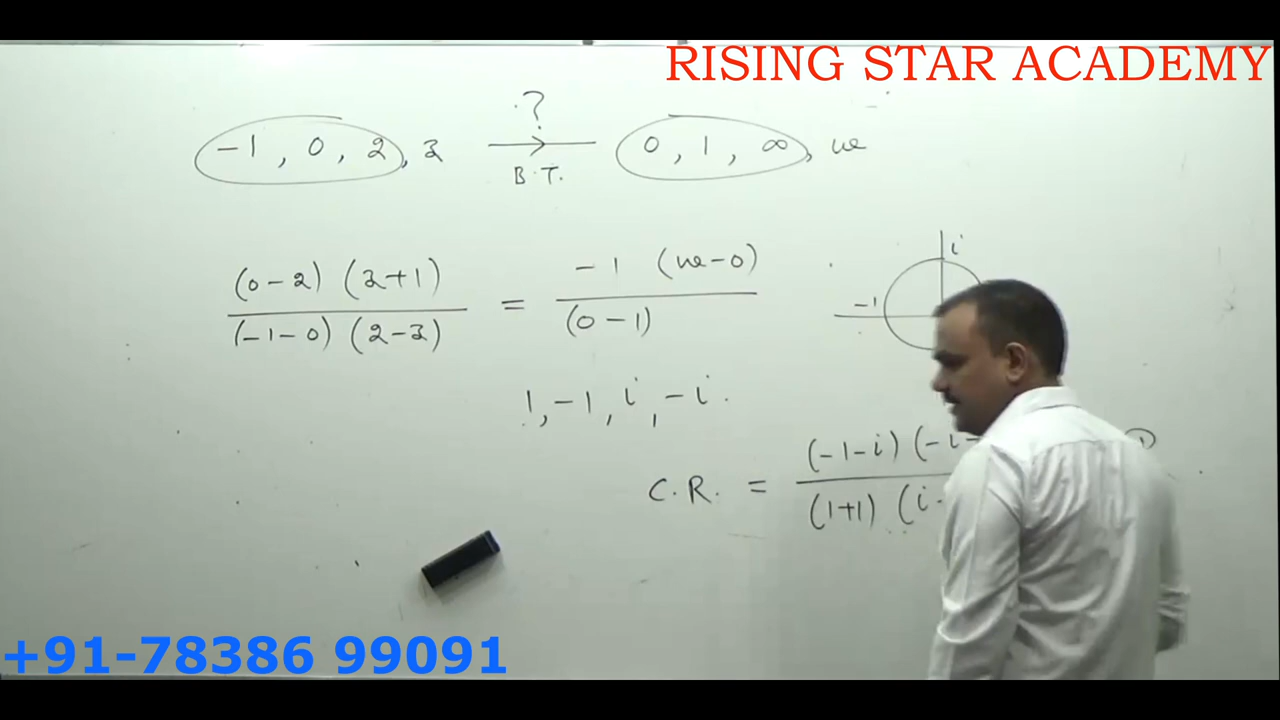 RISING STAR ACADEMY
?
-1, 0, 2, z → 0, 1, ∞, w
B.T.
(0-2) (z+1) / (-1-0) (2-z) = -1 (w-0) / (0-1)
i
-1
1, -1, i, -i.
C.R. = (-1-i) (-i- / (1+1) (i-
+91-78386 99091